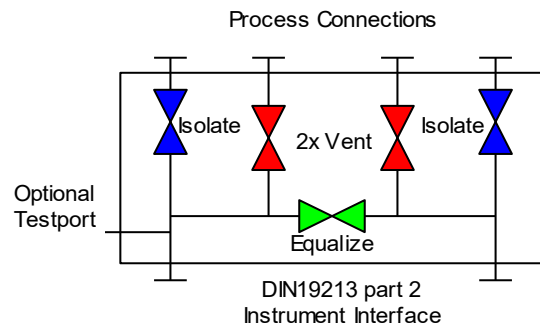 Process Connections
Isolate
2x Vent
Isolate
Optional
Testport
Equalize
DIN19213 part 2
Instrument Interface